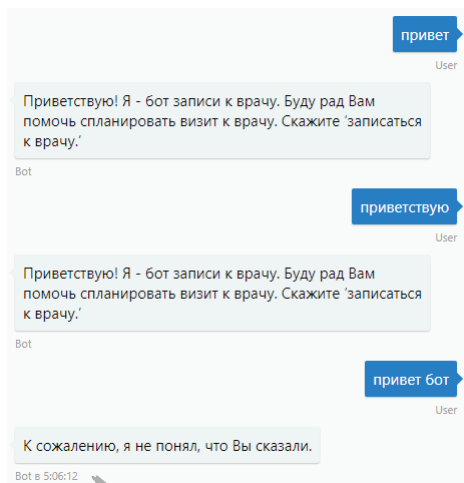 привет
User
Приветствую! Я - бот записи к врачу. Буду рад Вам
помочь спланировать визит к врачу. Скажите ‘записаться
к врачу.’
Bot
приветствую
User
Приветствую! Я - бот записи к врачу. Буду рад Вам
помочь спланировать визит к врачу. Скажите ‘записаться
к врачу.’
Bot
привет бот
User
К сожалению, я не понял, что Вы сказали.
Bot в 5:06:12